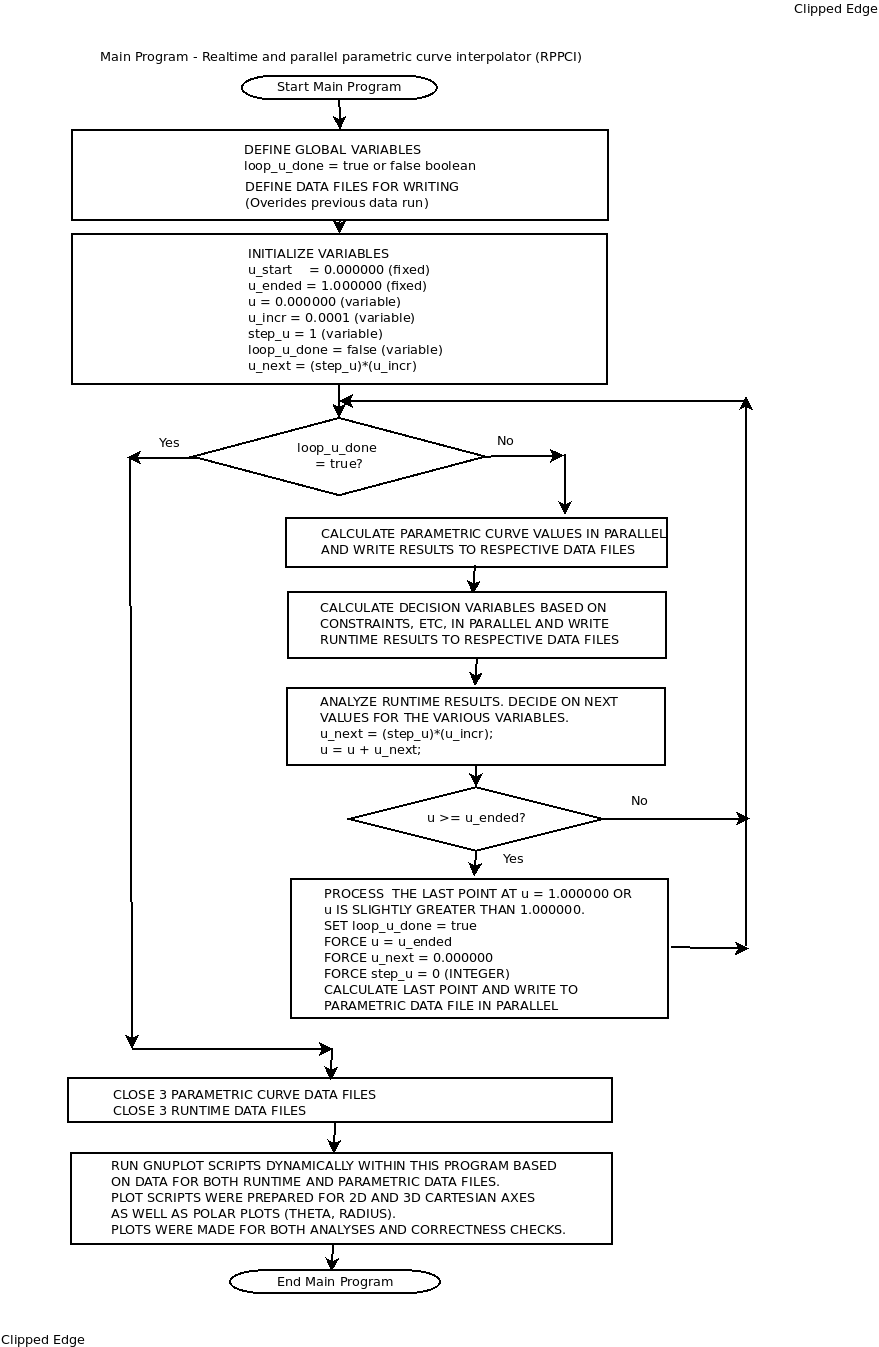 Clipped Edge
Main Program - Realtime and parallel parametric curve interpolator (RPPCI)
Start Main Program
DEFINE GLOBAL VARIABLES
loop_u_done = true or false boolean
DEFINE DATA FILES FOR WRITING
(Overides previous data run)
INITIALIZE VARIABLES
u_start = 0.000000 (fixed)
u_ended = 1.000000 (fixed)
u = 0.000000 (variable)
u_incr = 0.0001 (variable)
step_u = 1 (variable)
loop_u_done = false (variable)
u_next = (step_u)*(u_incr)
loop_u_done
= true?
Yes
No
CALCULATE PARAMETRIC CURVE VALUES IN PARALLEL
AND WRITE RESULTS TO RESPECTIVE DATA FILES
CALCULATE DECISION VARIABLES BASED ON
CONSTRAINTS, ETC, IN PARALLEL AND WRITE
RUNTIME RESULTS TO RESPECTIVE DATA FILES
ANALYZE RUNTIME RESULTS. DECIDE ON NEXT
VALUES FOR THE VARIOUS VARIABLES.
u_next = (step_u)*(u_incr);
u = u + u_next;
u >= u_ended?
No
Yes
PROCESS THE LAST POINT AT u = 1.000000 OR
u IS SLIGHTLY GREATER THAN 1.000000.
SET loop_u_done = true
FORCE u = u_ended
FORCE u_next = 0.000000
FORCE step_u = 0 (INTEGER)
CALCULATE LAST POINT AND WRITE TO
PARAMETRIC DATA FILE IN PARALLEL
CLOSE 3 PARAMETRIC CURVE DATA FILES
CLOSE 3 RUNTIME DATA FILES
RUN GNUPLOT SCRIPTS DYNAMICALLY WITHIN THIS PROGRAM BASED
ON DATA FOR BOTH RUNTIME AND PARAMETRIC DATA FILES.
PLOT SCRIPTS WERE PREPARED FOR 2D AND 3D CARTESIAN AXES
AS WELL AS POLAR PLOTS (THETA, RADIUS).
PLOTS WERE MADE FOR BOTH ANALYSES AND CORRECTNESS CHECKS.
End Main Program
Clipped Edge